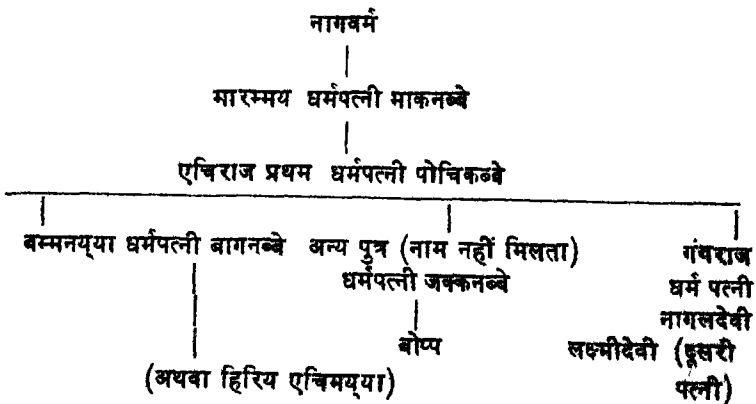 नागवर्म
मारम्मय धर्मपत्नी माकनब्बे
एचिराज प्रथम धर्मपत्नी पोचिकब्बे
बम्मनय्या धर्मपत्नी बागनब्बे अन्य पुत्र (नाम नहीं मिलता) गंगराज
धर्मपत्नी जक्कनब्बे धर्म पत्नी
नागलदेवी
बोप्प लक्ष्मीदेवी (दूसरी
(अथवा हिरिय एचिमय्या) पत्नी)